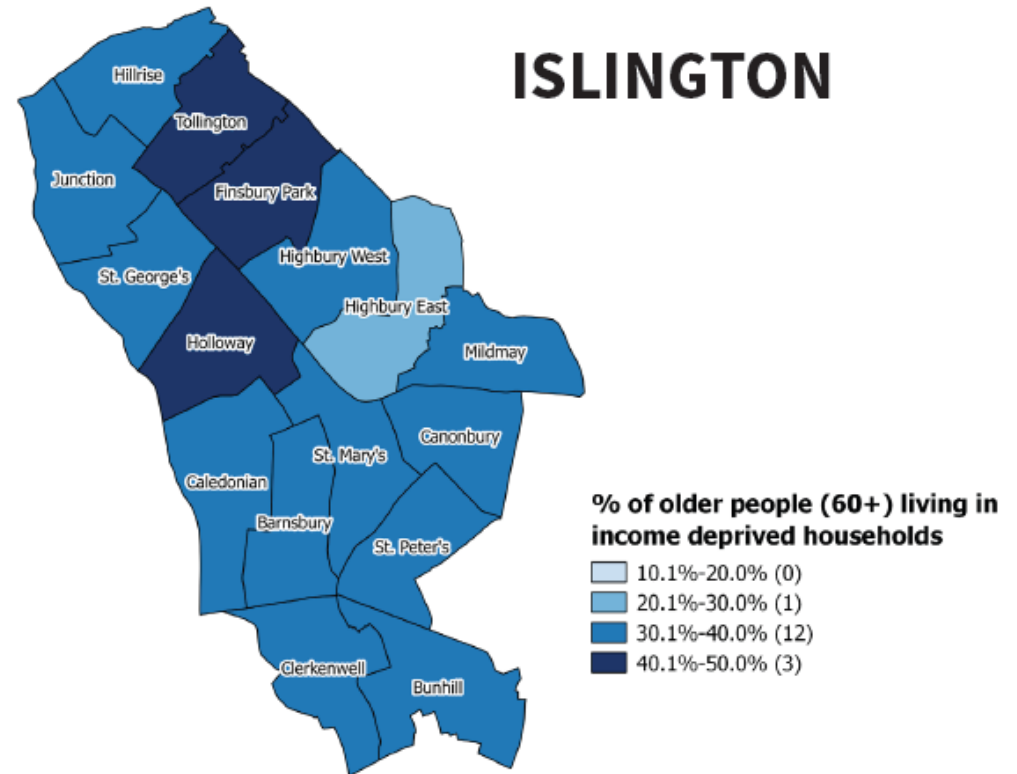 ISLINGTON
Hillrise
Tollington
Junction
Finsbury Park
Highbury West
St. George's
Highbury East
Holloway
Mildmay
Canonbury
St. Mary's
Caledonian
Barnsbury
St. Peter's
Clerkenwell
Bunhill
% of older people (60+) living in
income deprived households
10.1%-20.0% (0)
20.1%-30.0% (1)
30.1%-40.0% (12)
40.1%-50.0% (3)